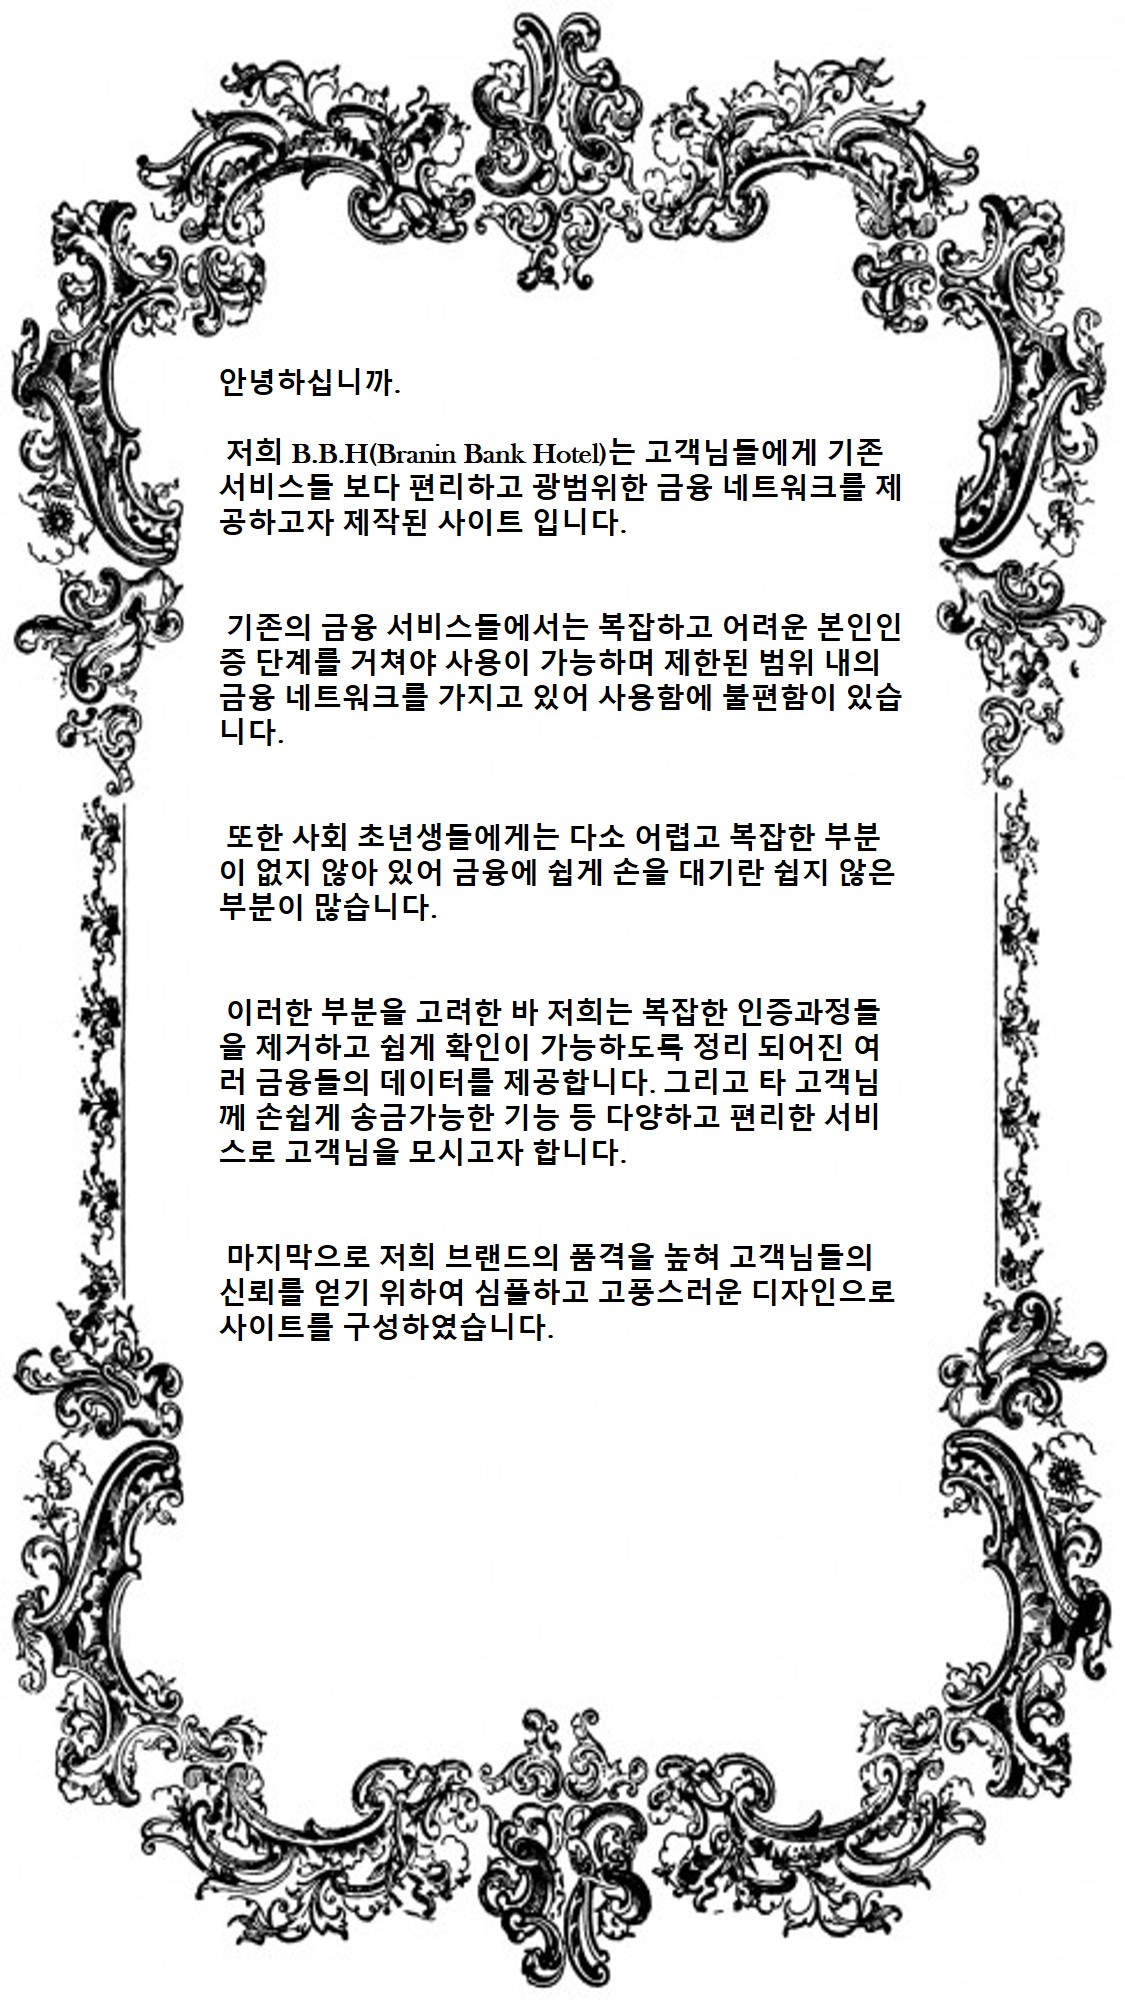 안녕하십니까.
저희 B.B.H(Branin Bank Hotel)는 고객님들에게 기존
서비스들 보다 편리하고 광범위한 금융 네트워크를 제
공하고자 제작된 사이트 입니다.
기존의 금융 서비스들에서는 복잡하고 어려운 본인인
증 단계를 거쳐야 사용이 가능하며 제한된 범위 내의
금융 네트워크를 가지고 있어 사용함에 불편함이 있습
니다.
또한 사회 초년생들에게는 다소 어렵고 복잡한 부분
이 없지 않아 있어 금융에 쉽게 손을 대기란 쉽지 않은
부분이 많습니다.
이러한 부분을 고려한 바 저희는 복잡한 인증과정들
을 제거하고 쉽게 확인이 가능하도록 정리 되어진 여
러 금융들의 데이터를 제공합니다. 그리고 타 고객님
께 손쉽게 송금가능한 기능 등 다양하고 편리한 서비
스로 고객님을 모시고자 합니다.
마지막으로 저희 브랜드의 품격을 높혀 고객님들의
신뢰를 얻기 위하여 심플하고 고풍스러운 디자인으로
사이트를 구성하였습니다.